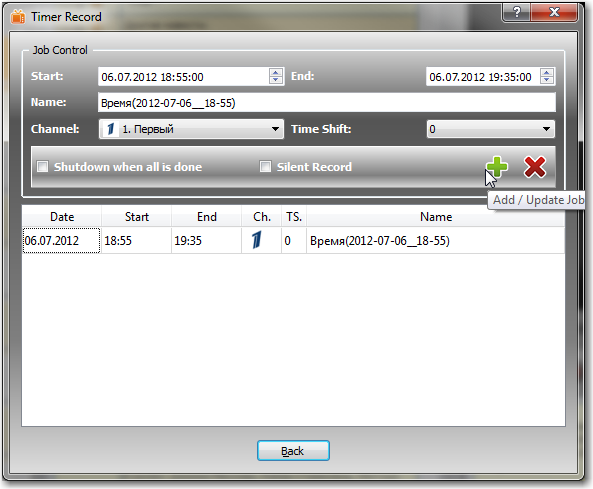 Timer Record
Job Control
Start: 06.07.2012 18:55:00 End: 06.07.2012 19:35:00
Name: Время(2012-07-06__18-55)
Channel: 1. Первый Time Shift: 0
Shutdown when all is done Silent Record
Add / Update Job
Date Start End Ch. TS. Name
06.07.2012 18:55 19:35 0 Время(2012-07-06__18-55)
Back